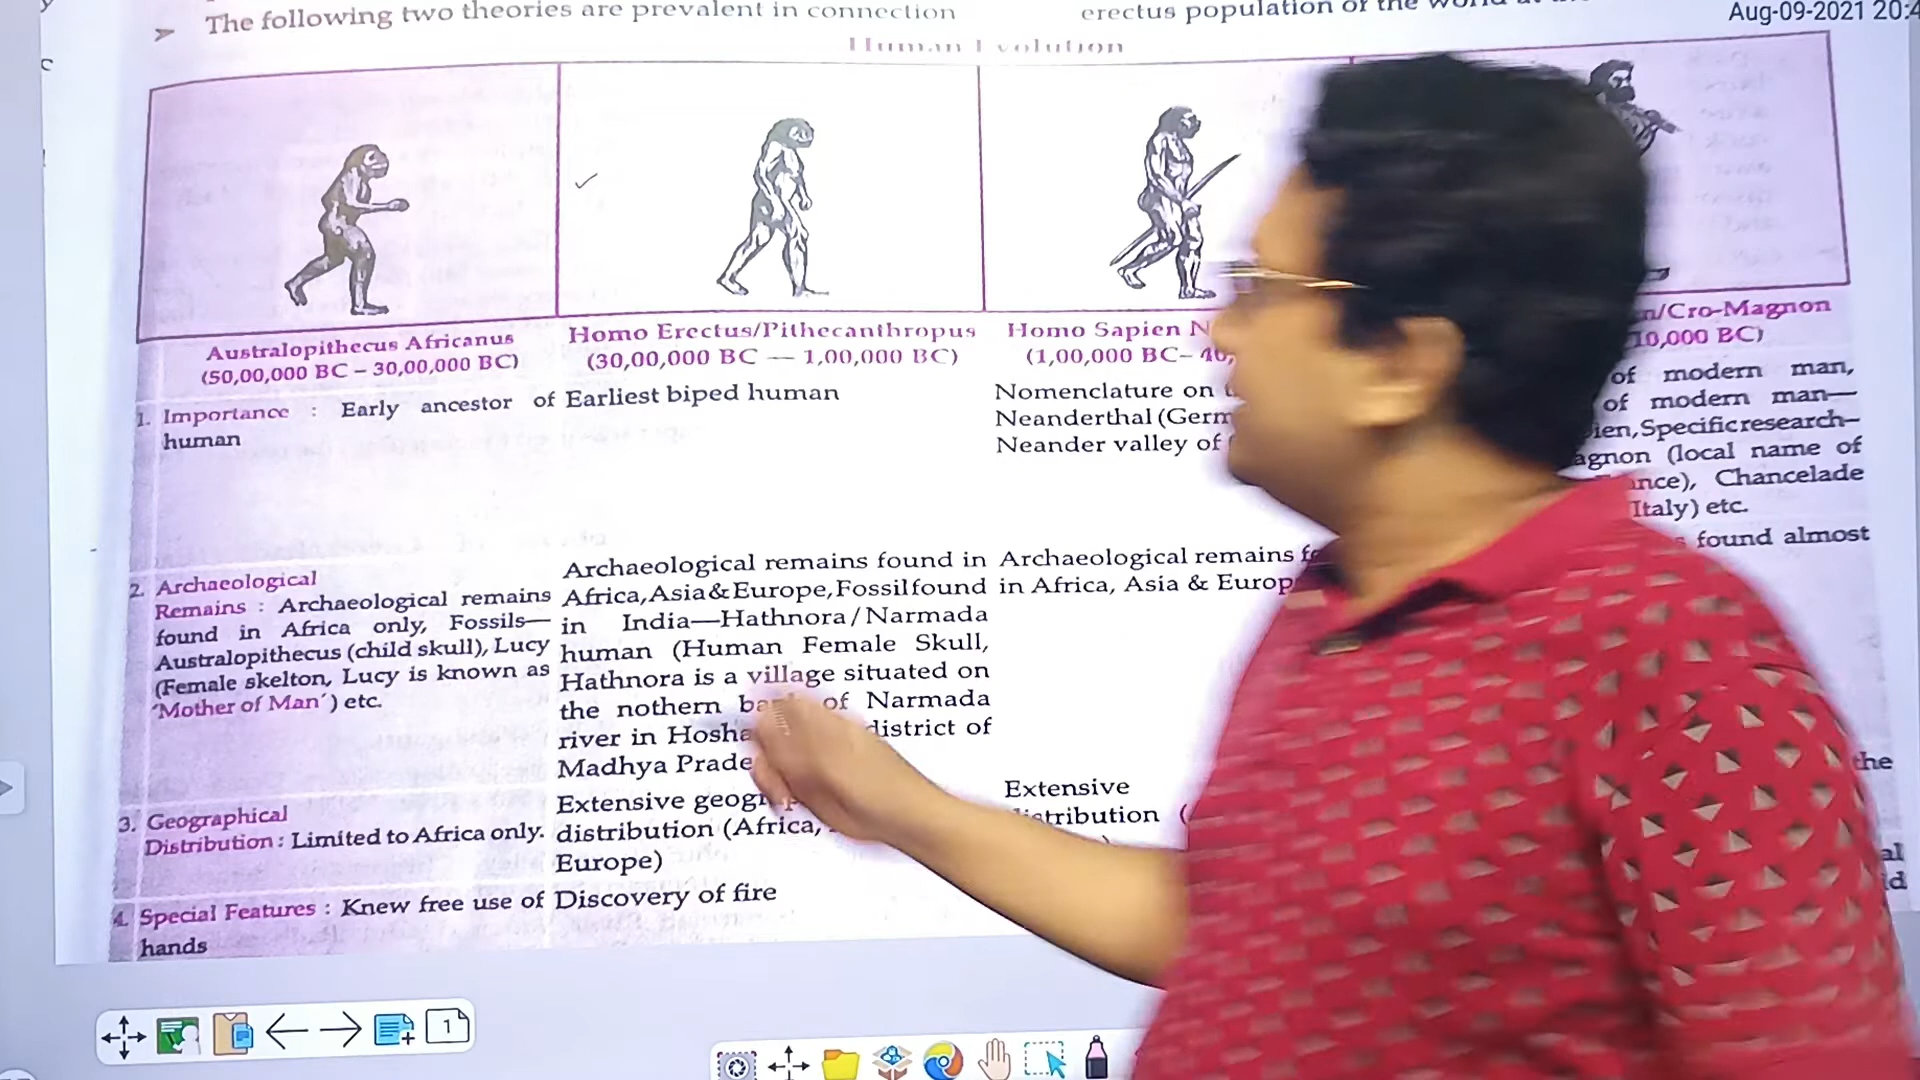 The following two theories are prevalent in connection
erectus population of the
Aug-09-2021 20:4
Human Evolution
Australopithecus Africanus
(50,00,000 BC – 30,00,000 BC)
Homo Erectus/Pithecanthropus
(30,00,000 BC — 1,00,000 BC)
Homo Sapien N
(1,00,000 BC– 40,
n/Cro-Magnon
10,000 BC)
1. Importance : Early ancestor of
human
Earliest biped human
Nomenclature on
Neanderthal (Germ
Neander valley of
of modern man,
of modern man—
ien, Specific research—
agnon (local name of
nce), Chancelade
Italy) etc.
2. Archaeological
Remains : Archaeological remains
found in Africa only, Fossils—
Australopithecus (child skull), Lucy
(Female skelton, Lucy is known as
‘Mother of Man’) etc.
Archaeological remains found in
Africa, Asia & Europe, Fossil found
in India—Hathnora/Narmada
human (Human Female Skull,
Hathnora is a village situated on
the nothern of Narmada
river in Hosha district of
Madhya Prade
Archaeological remains
in Africa, Asia & Europ
found almost
3. Geographical
Distribution : Limited to Africa only.
Extensive geogr
distribution (Africa,
Europe)
Extensive
distribution (
the
4. Special Features : Knew free use of
hands
Discovery of fire
al
id
1